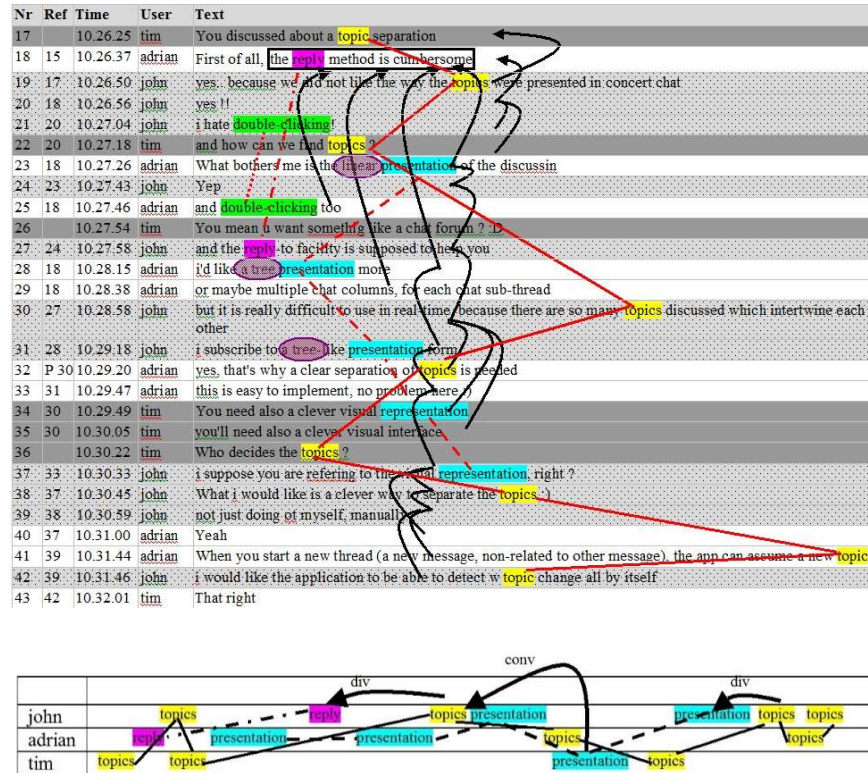 Nr Ref Time User Text
17 10.26.25 tim You discussed about a topic separation
18 15 10.26.37 adrian First of all, the reply method is cumbersome
19 17 10.26.50 john yes.. because we did not like the way the topics were presented in concert chat
20 18 10.26.56 john yes !!
21 20 10.27.04 john i hate double-clicking!
22 20 10.27.18 tim and how can we find topics ?
23 18 10.27.26 adrian What bothers me is the linear presentation of the discussin
24 23 10.27.43 john Yep
25 18 10.27.46 adrian and double-clicking too
26 10.27.54 tim You mean u want somethig like a chat forum ? :D
27 24 10.27.58 john and the reply-to facility is supposed to help you
28 18 10.28.15 adrian i'd like a tree presentation more
29 18 10.28.38 adrian or maybe multiple chat columns, for each chat sub-thread
30 27 10.28.58 john but it is really difficult to use in real-time, because there are so many topics discussed which intertwine each
other
31 28 10.29.18 john i subscribe to a tree-like presentation form
32 P 30 10.29.20 adrian yes, that's why a clear separation of topics is needed
33 31 10.29.47 adrian this is easy to implement, no problem here :)
34 30 10.29.49 tim You need also a clever visual representation
35 30 10.30.05 tim you'll need also a clever visual interface
36 10.30.22 tim Who decides the topics ?
37 33 10.30.33 john i suppose you are refering to the visual representation, right ?
38 37 10.30.45 john What i would like is a clever way to separate the topics :)
39 38 10.30.59 john not just doing ot myself, manually
40 37 10.31.00 adrian Yeah
41 39 10.31.44 adrian When you start a new thread (a new message, non-related to other message), the app can assume a new topic
42 39 10.31.46 john i would like the application to be able to detect w topic change all by itself
43 42 10.32.01 tim That right
conv
div div
john topics reply topics presentation presentation topics topics
adrian reply presentation presentation topics topics
tim topics topics presentation topics